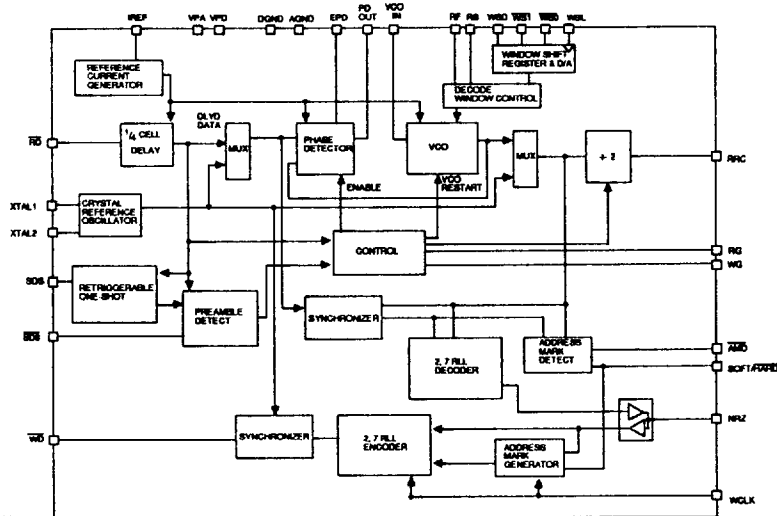 IREF VPA VPD DGND AGND EPD PD OUT VCO IN RF RS WSD WS1 WS0 WSL
REFERENCE CURRENT GENERATOR
WINDOW SHIFT REGISTER & D/A
DECODE WINDOW CONTROL
RD
1/4 CELL DELAY
DLYD DATA
MUX
PHASE DETECTOR
VCO
MUX
÷ 2
RRC
ENABLE
VCO RESTART
XTAL1
XTAL2
CRYSTAL REFERENCE OSCILLATOR
CONTROL
RG
WG
SDS
RETRIGGERABLE ONE-SHOT
PREAMBLE DETECT
SYNCHRONIZER
2, 7 RLL DECODER
ADDRESS MARK DETECT
AMD
SOFT/HARD
WD
SYNCHRONIZER
2, 7 RLL ENCODER
ADDRESS MARK GENERATOR
NRZ
WCLK